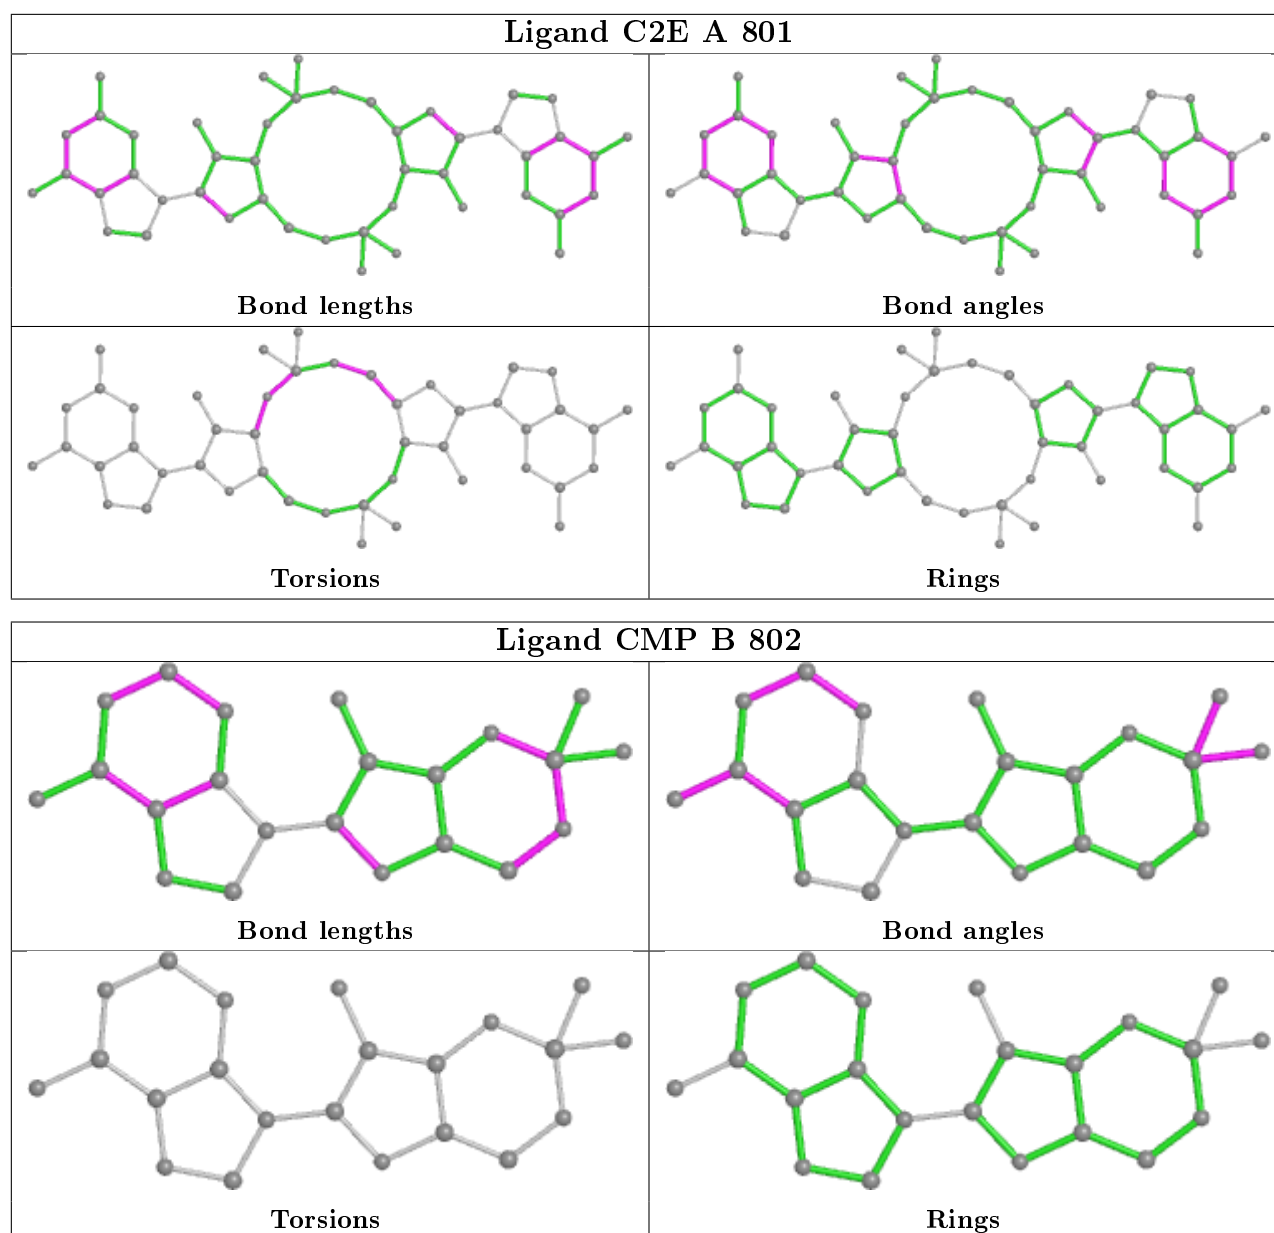 Ligand C2E A 801
Bond lengths
Bond angles
Torsions
Rings
Ligand CMP B 802
Bond lengths
Bond angles
Torsions
Rings